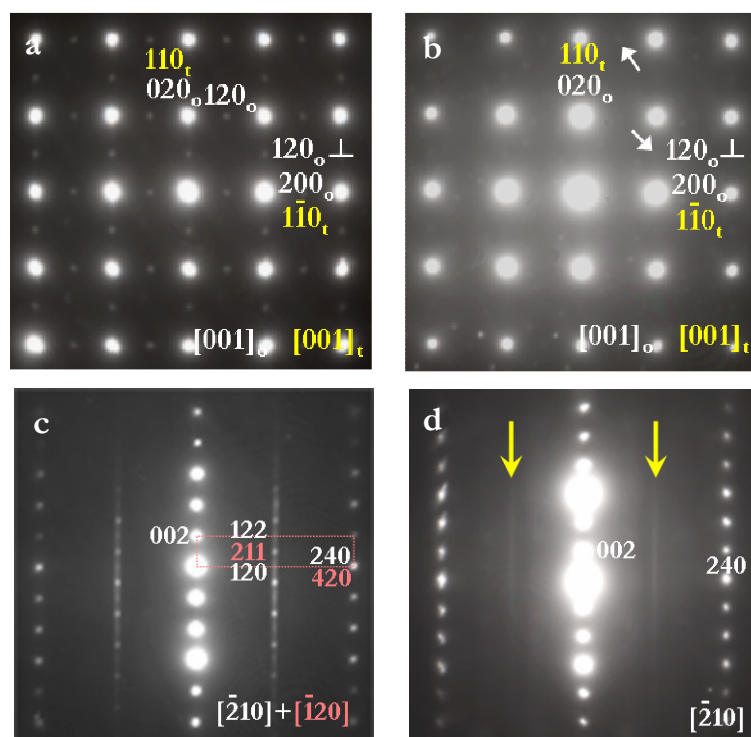 a
110ₜ
020ₒ120ₒ
120ₒ⊥
200ₒ
11̄0ₜ
[001]ₒ [001]ₜ
b
110ₜ
020ₒ
120ₒ⊥
200ₒ
11̄0ₜ
[001]ₒ [001]ₜ
c
002
122
211
240
120
420
[2̄10]+[1̄20]
d
002
240
[2̄10]